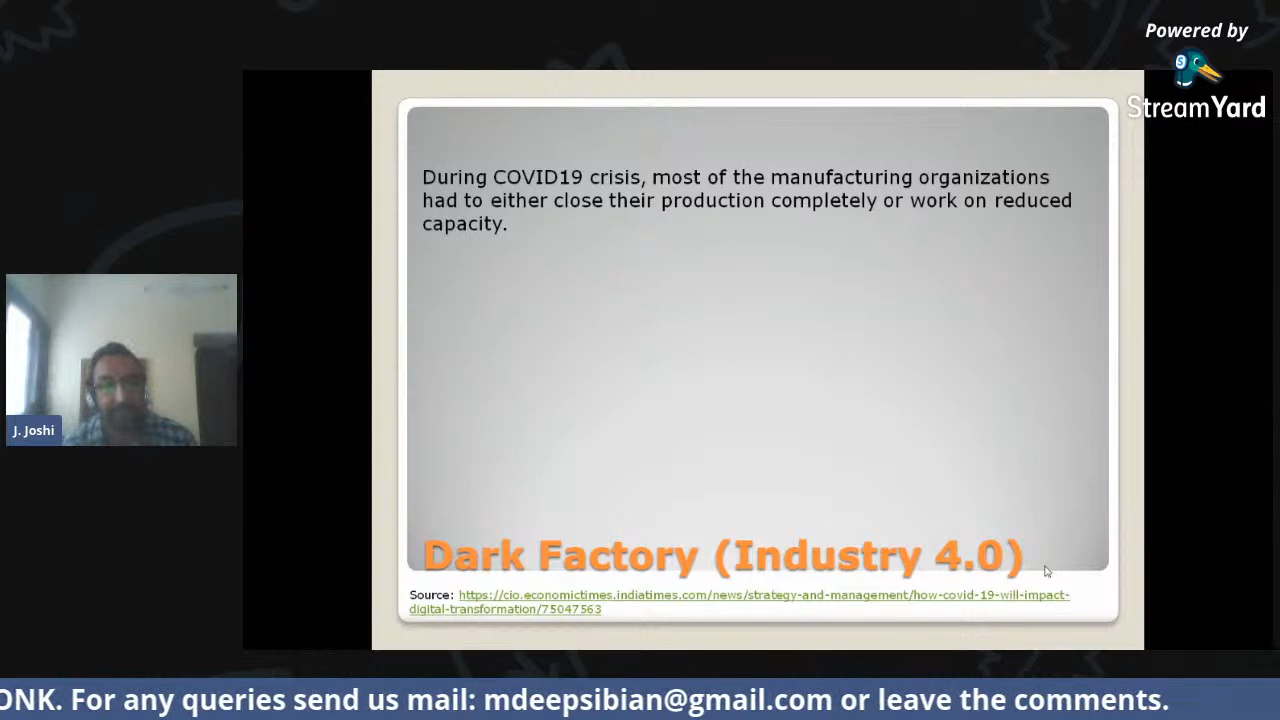 Powered by
StreamYard
During COVID19 crisis, most of the manufacturing organizations
had to either close their production completely or work on reduced
capacity.
J. Joshi
Dark Factory (Industry 4.0)
Source: https://cio.economictimes.indiatimes.com/news/strategy-and-management/how-covid-19-will-impact-
digital-transformation/75047563
ONK. For any queries send us mail: mdeepsibian@gmail.com or leave the comments.